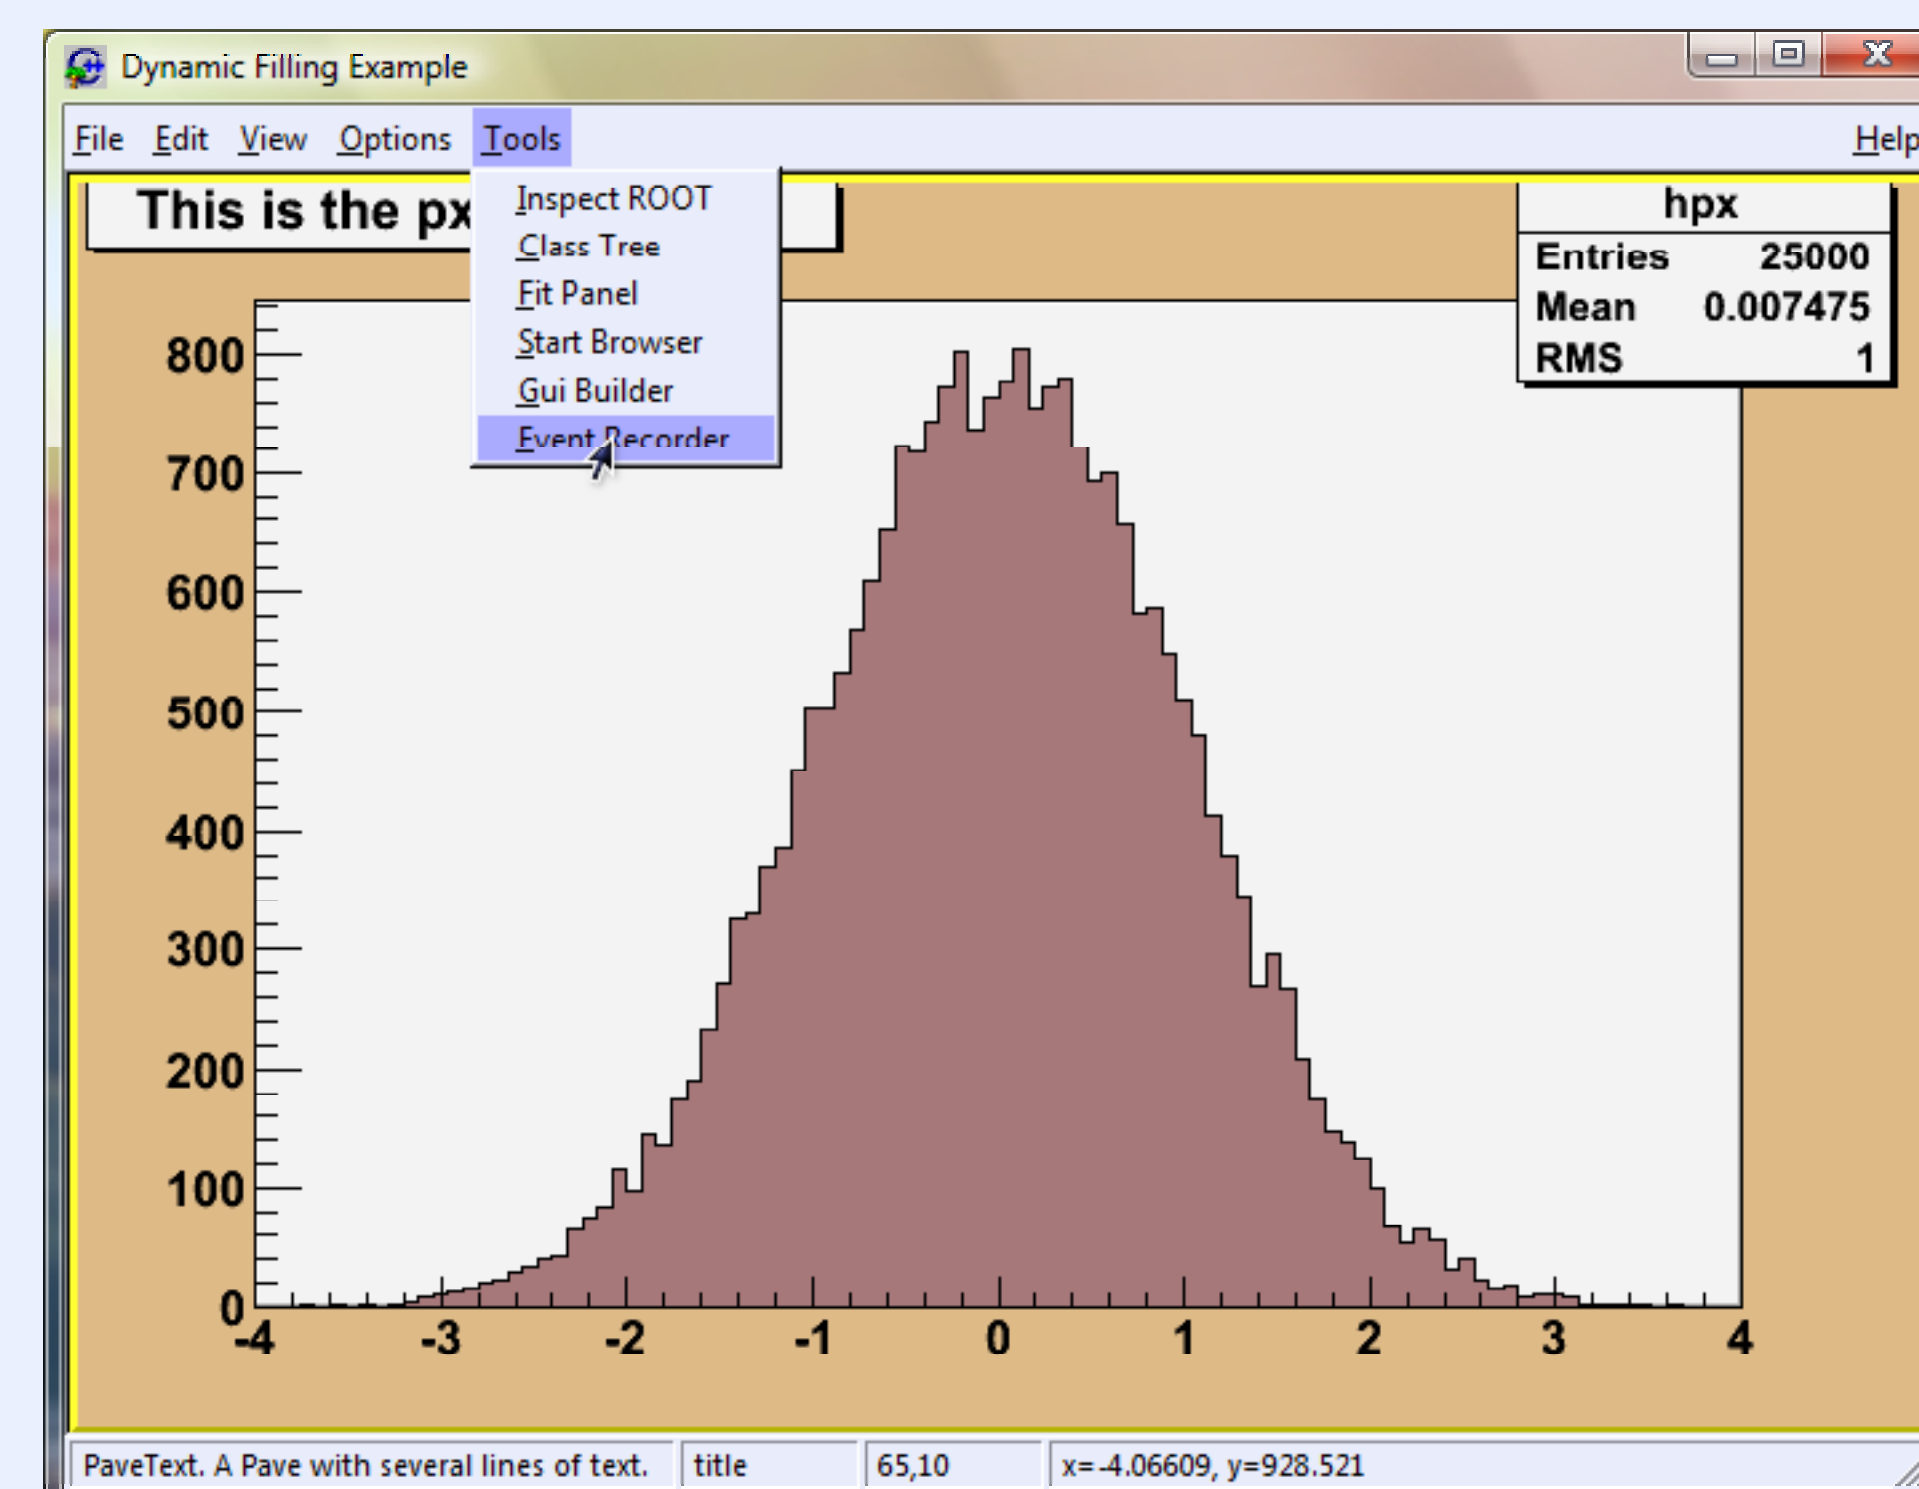 Dynamic Filling Example
File Edit View Options Tools Help
Inspect ROOT
Class Tree
Fit Panel
Start Browser
Gui Builder
Event Recorder
This is the px
hpx
Entries 25000
Mean 0.007475
RMS 1
800
700
600
500
400
300
200
100
0
-4 -3 -2 -1 0 1 2 3 4
PaveText. A Pave with several lines of text. title 65,10 x=-4.06609, y=928.521